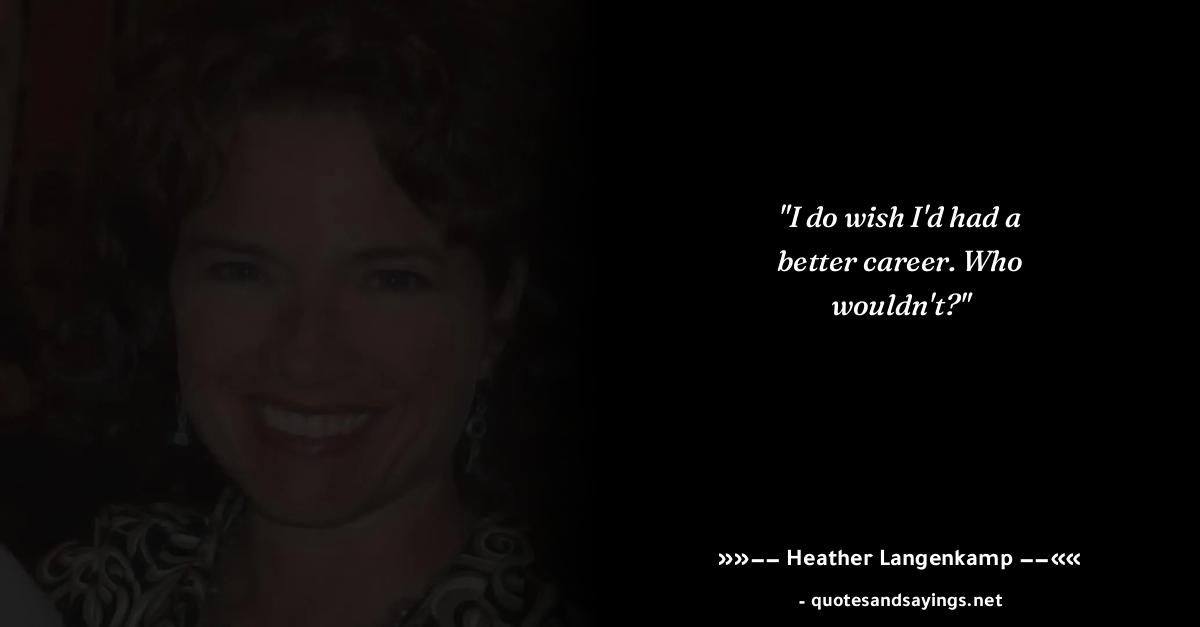 "I do wish I'd had a
better career. Who
wouldn't?"
»»−− Heather Langenkamp −−««
- quotesandsayings.net